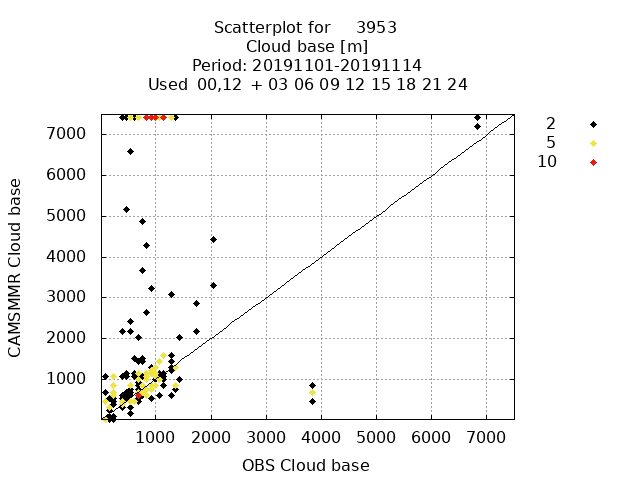 Scatterplot for 3953
Cloud base [m]
Period: 20191101-20191114
Used 00,12 + 03 06 09 12 15 18 21 24
2
5
10
7000
6000
5000
4000
3000
2000
1000
CAMSMMR Cloud base
1000 2000 3000 4000 5000 6000 7000
OBS Cloud base